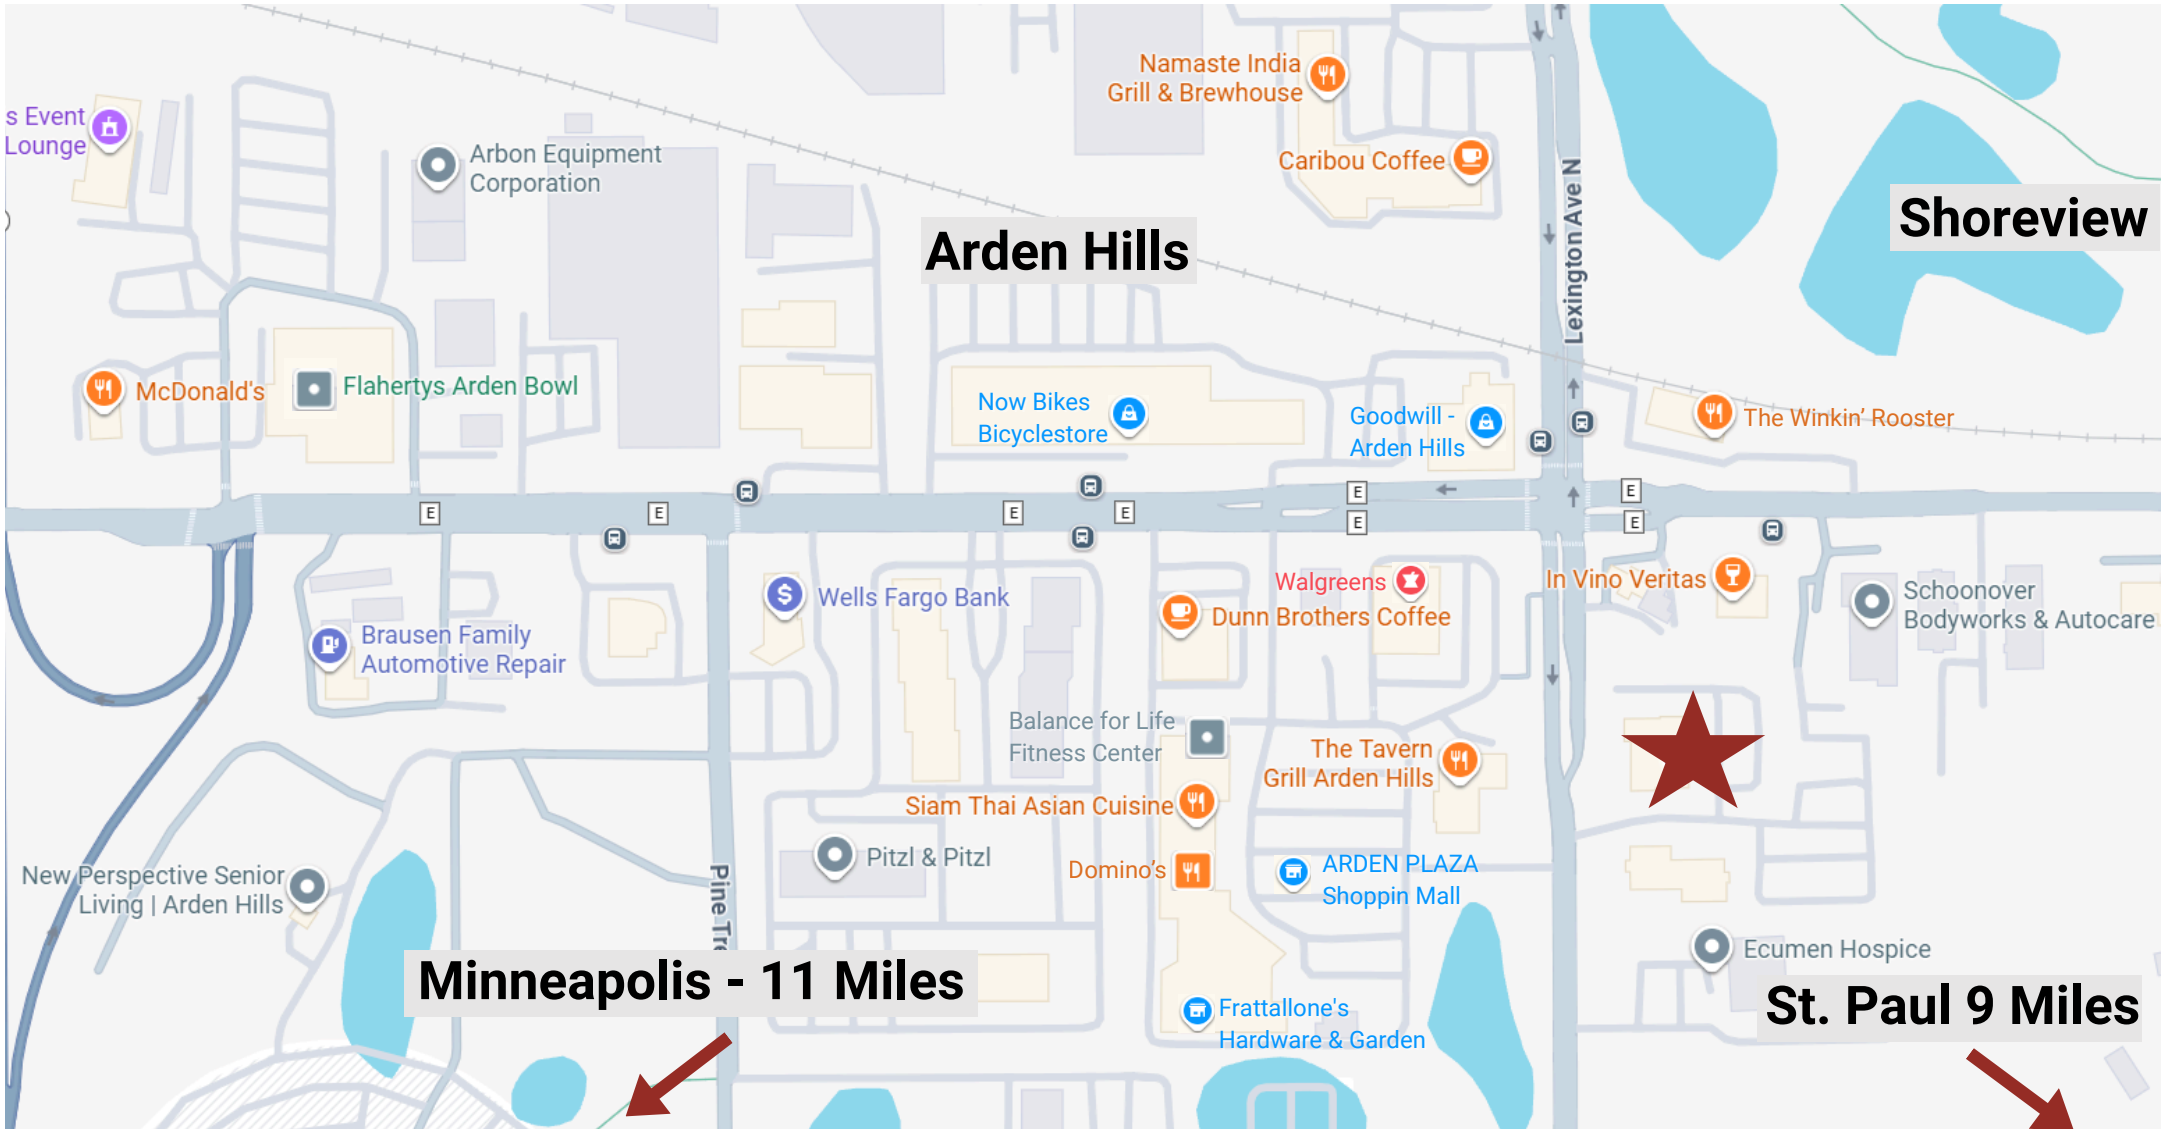 Namaste India
Grill & Brewhouse
s Event
Lounge
Arbon Equipment
Corporation
Caribou Coffee
Lexington Ave N
Shoreview
Arden Hills
McDonald's
Flahertys Arden Bowl
Now Bikes
Bicyclestore
Goodwill -
Arden Hills
The Winkin’ Rooster
E
E
E
E
E
E
E
E
Walgreens
In Vino Veritas
Wells Fargo Bank
Dunn Brothers Coffee
Schoonover
Bodyworks & Autocare
Brausen Family
Automotive Repair
Balance for Life
Fitness Center
The Tavern
Grill Arden Hills
Siam Thai Asian Cuisine
Pitzl & Pitzl
Domino’s
ARDEN PLAZA
Shoppin Mall
New Perspective Senior
Living | Arden Hills
Pine Tre
Ecumen Hospice
Minneapolis - 11 Miles
St. Paul 9 Miles
Frattallone's
Hardware & Garden